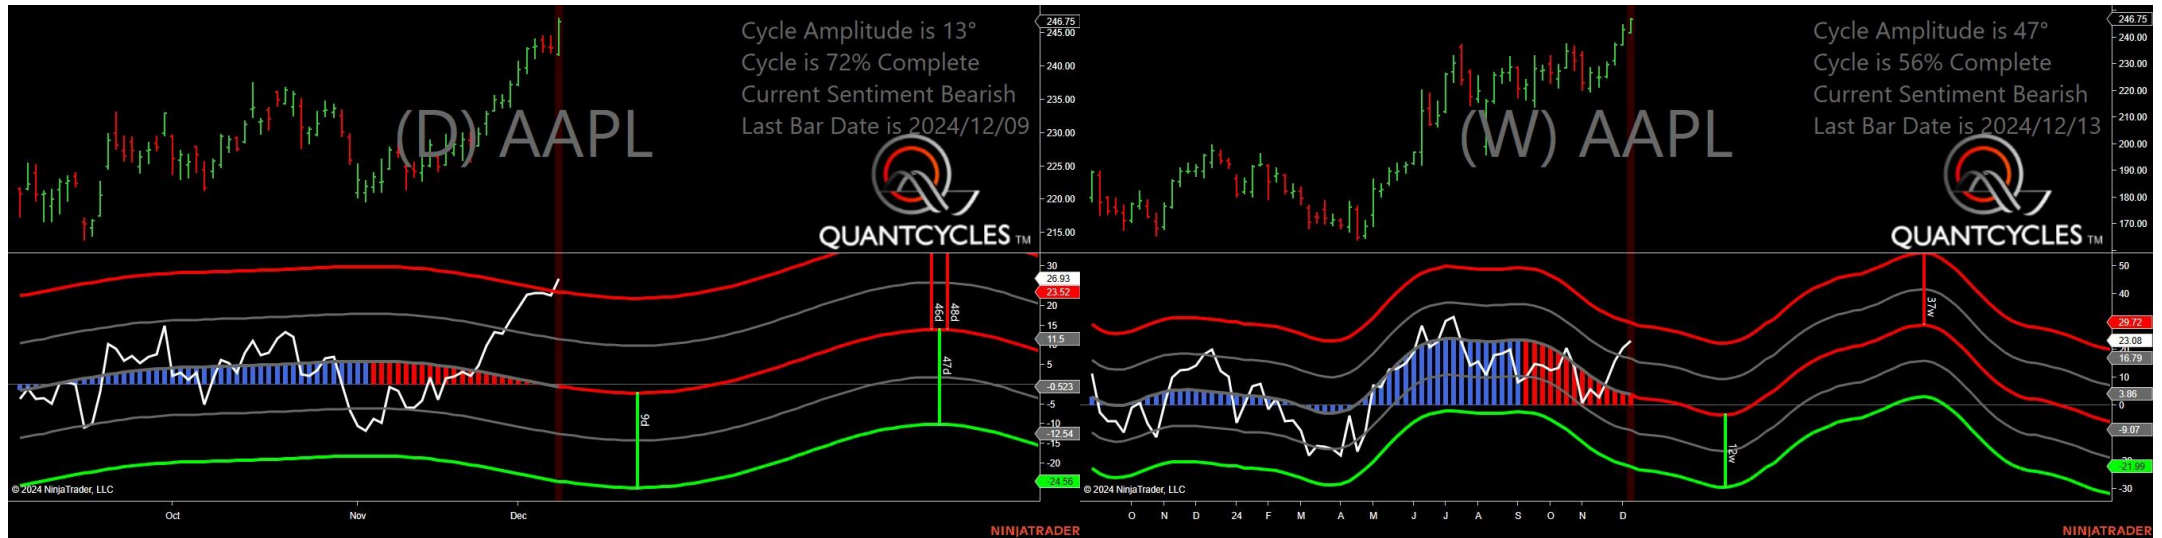 Cycle Amplitude is 13°
Cycle is 72% Complete
Current Sentiment Bearish
Last Bar Date is 2024/12/09
(D) AAPL
QUANTCYCLES TM
246.75
245.00
240.00
235.00
230.00
225.00
220.00
215.00
30
26.93
23.52
20
15
11.5
5
-0.523
-5
-10
-12.54
-15
-20
-24.56
9d
46d
48d
47d
© 2024 NinjaTrader, LLC
Oct
Nov
Dec
NINJATRADER
Cycle Amplitude is 47°
Cycle is 56% Complete
Current Sentiment Bearish
Last Bar Date is 2024/12/13
(W) AAPL
QUANTCYCLES TM
246.75
240.00
230.00
220.00
210.00
200.00
190.00
180.00
170.00
50
40
29.72
23.08
16.79
10
3.86
0
-9.07
-21.99
-30
12w
37w
© 2024 NinjaTrader, LLC
O N D 24 F M A M J J A S O N D
NINJATRADER